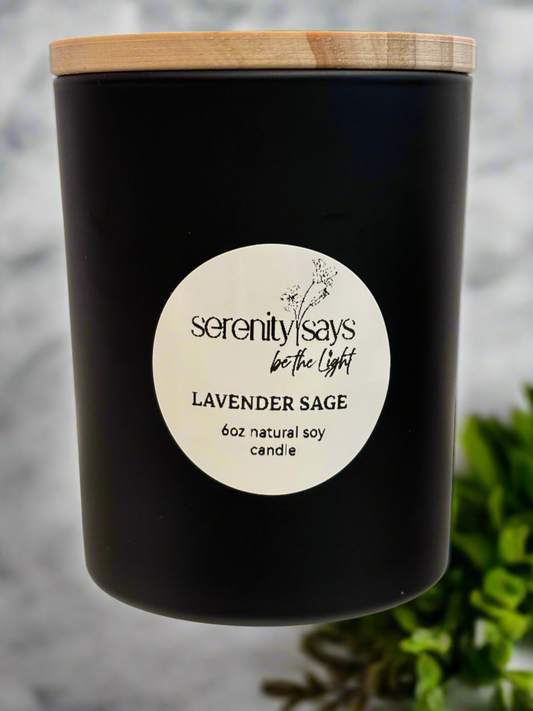 serenity says
be the Light
LAVENDER SAGE
6oz natural soy
candle